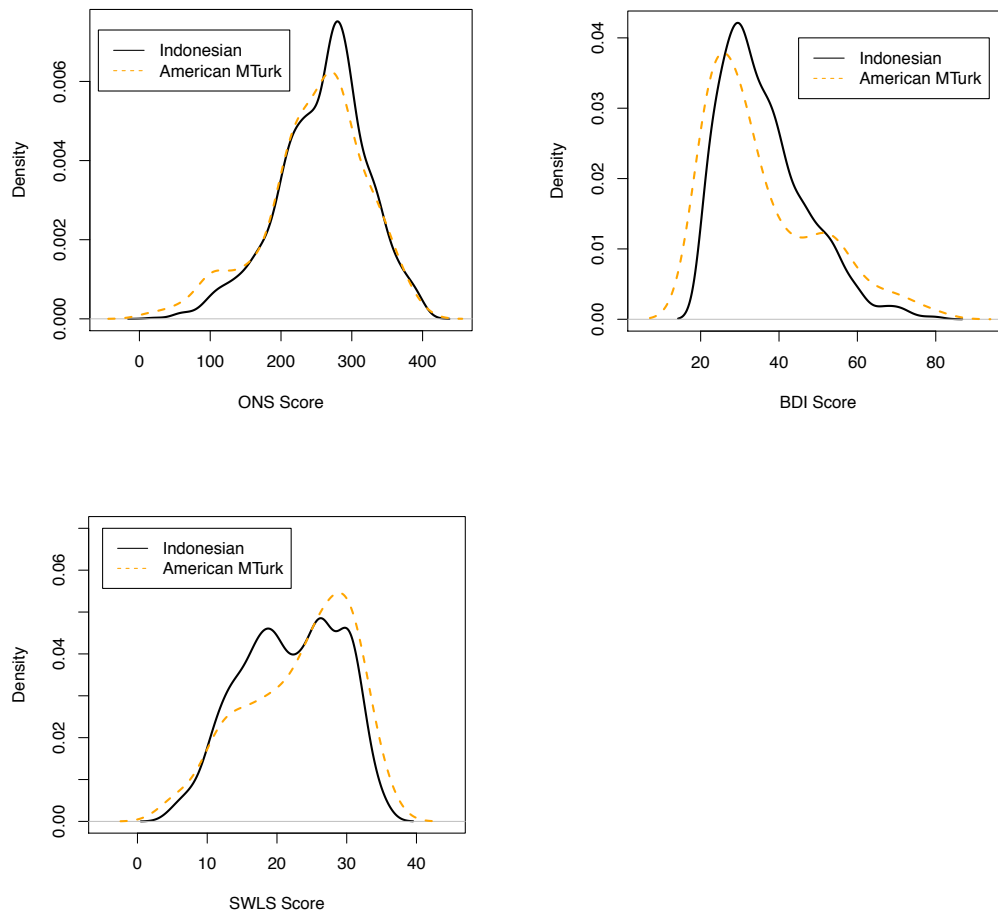 Indonesian
American MTurk
Density
0.000
0.002
0.004
0.006
0 100 200 300 400
ONS Score
Indonesian
American MTurk
Density
0.00
0.01
0.02
0.03
0.04
20 40 60 80
BDI Score
Indonesian
American MTurk
Density
0.00
0.02
0.04
0.06
0 10 20 30 40
SWLS Score